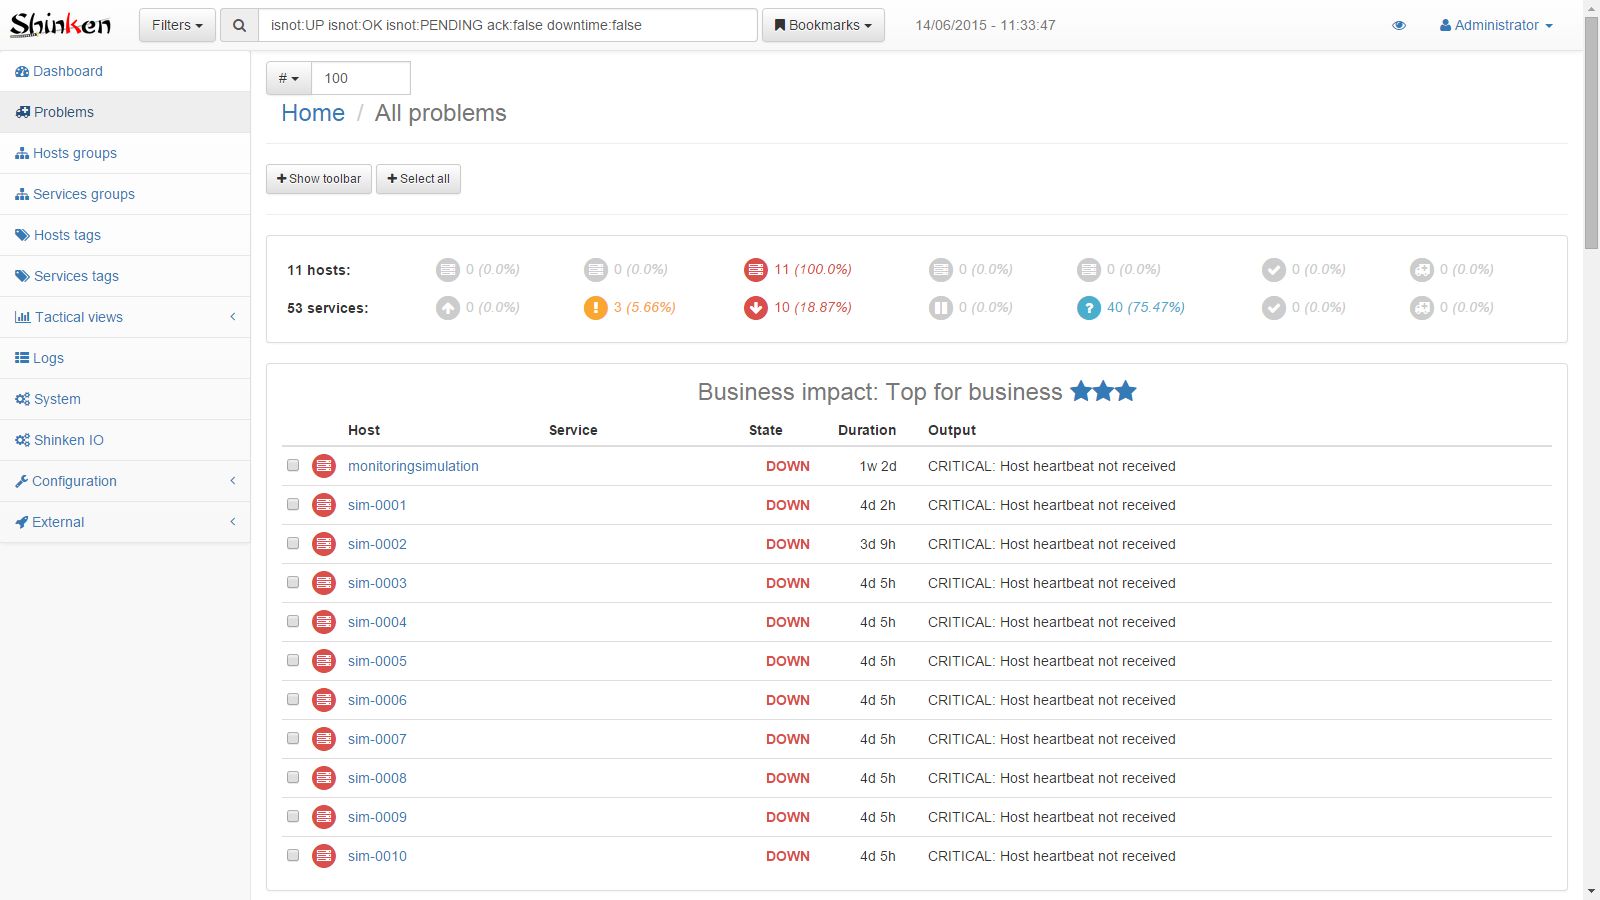 Shinken Filters isnot:UP isnot:OK isnot:PENDING ack:false downtime:false Bookmarks 14/06/2015 - 11:33:47 Administrator
Dashboard
Problems
Hosts groups
Services groups
Hosts tags
Services tags
Tactical views
Logs
System
Shinken IO
Configuration
External
# 100
Home / All problems
Show toolbar Select all
11 hosts: 0 (0.0%) 0 (0.0%) 11 (100.0%) 0 (0.0%) 0 (0.0%) 0 (0.0%) 0 (0.0%)
53 services: 0 (0.0%) 3 (5.66%) 10 (18.87%) 0 (0.0%) 40 (75.47%) 0 (0.0%) 0 (0.0%)
Business impact: Top for business
Host Service State Duration Output
monitoringsimulation DOWN 1w 2d CRITICAL: Host heartbeat not received
sim-0001 DOWN 4d 2h CRITICAL: Host heartbeat not received
sim-0002 DOWN 3d 9h CRITICAL: Host heartbeat not received
sim-0003 DOWN 4d 5h CRITICAL: Host heartbeat not received
sim-0004 DOWN 4d 5h CRITICAL: Host heartbeat not received
sim-0005 DOWN 4d 5h CRITICAL: Host heartbeat not received
sim-0006 DOWN 4d 5h CRITICAL: Host heartbeat not received
sim-0007 DOWN 4d 5h CRITICAL: Host heartbeat not received
sim-0008 DOWN 4d 5h CRITICAL: Host heartbeat not received
sim-0009 DOWN 4d 5h CRITICAL: Host heartbeat not received
sim-0010 DOWN 4d 5h CRITICAL: Host heartbeat not received